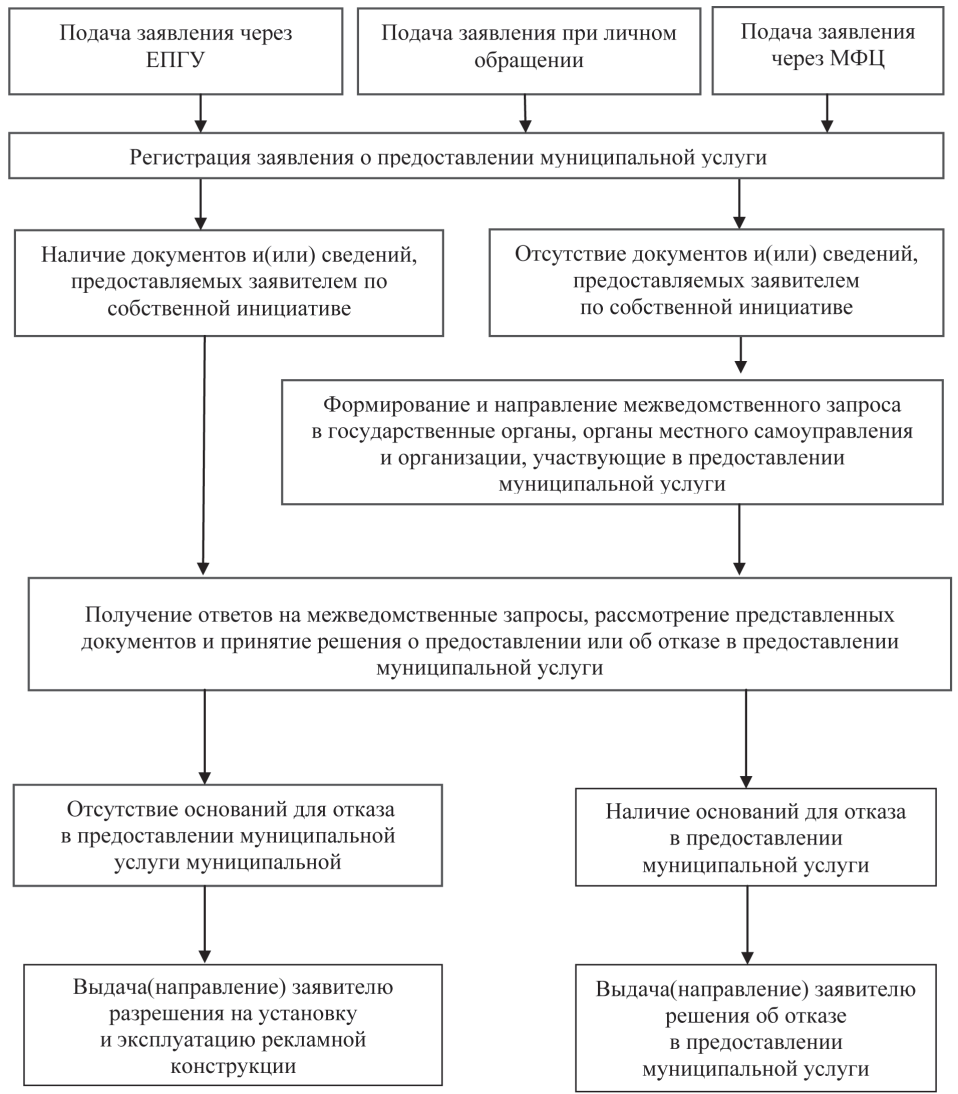 Подача заявления через
ЕПГУ
Подача заявления при личном
обращении
Подача заявления
через МФЦ
Регистрация заявления о предоставлении муниципальной услуги
Наличие документов и(или) сведений,
предоставляемых заявителем по
собственной инициативе
Отсутствие документов и(или) сведений,
предоставляемых заявителем
по собственной инициативе
Формирование и направление межведомственного запроса
в государственные органы, органы местного самоуправления
и организации, участвующие в предоставлении
муниципальной услуги
Получение ответов на межведомственные запросы, рассмотрение представленных
документов и принятие решения о предоставлении или об отказе в предоставлении
муниципальной услуги
Отсутствие оснований для отказа
в предоставлении муниципальной
услуги муниципальной
Наличие оснований для отказа
в предоставлении
муниципальной услуги
Выдача(направление) заявителю
разрешения на установку
и эксплуатацию рекламной
конструкции
Выдача(направление) заявителю
решения об отказе
в предоставлении
муниципальной услуги